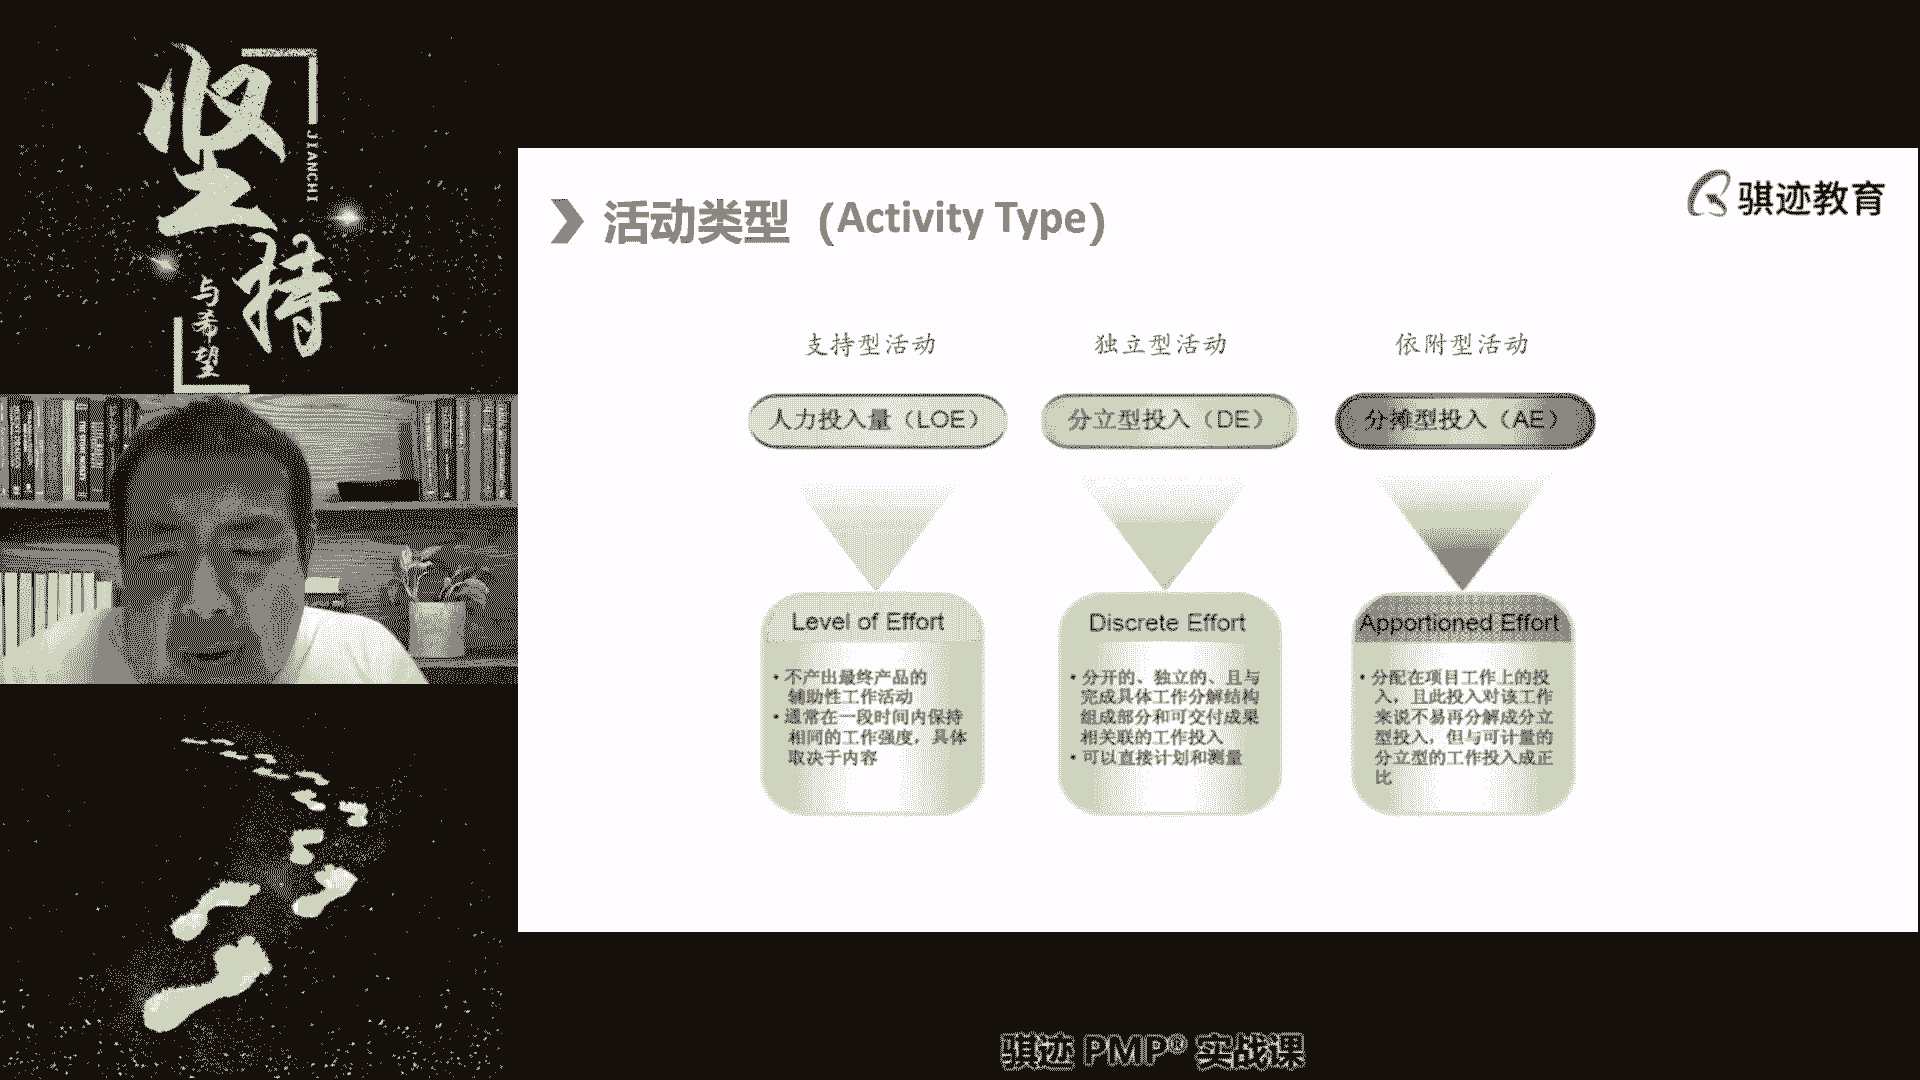 坚持
JIANCHI
与希望
骐迹教育
活动类型（Activity Type）
支持型活动
独立型活动
依附型活动
人力投入量（LOE）
分立型投入（DE）
分摊型投入（AE）
Level of Effort
• 不产出最终产品的
辅助性工作活动
• 通常在一段时间内保持
相同的工作强度，具体
取决于内容
Discrete Effort
• 分开的、独立的、且与
完成具体工作分解结构
组成部分和可交付成果
相关联的工作投入
• 可以直接计划和测量
Apportioned Effort
• 分配在项目工作上的投
入，且此投入对该工作
来说不易再分解成分立
型投入，但与可计量的
分立型的工作投入成正
比
骐迹 PMP® 实战课